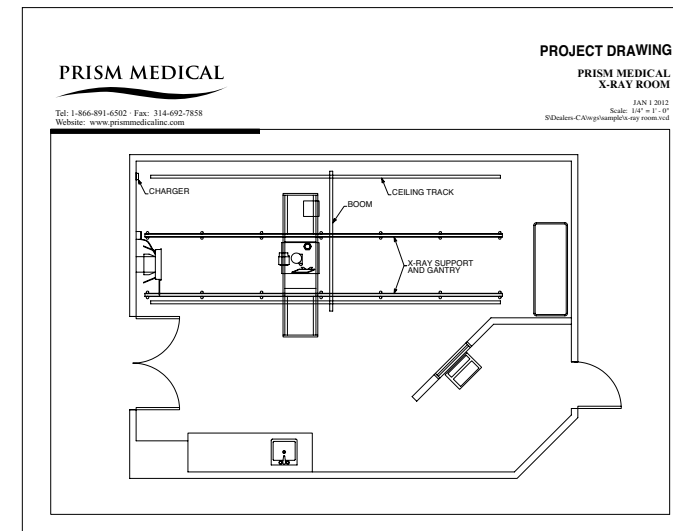 PROJECT DRAWING
PRISM MEDICAL
PRISM MEDICAL
X-RAY ROOM
JAN 1 2012
Scale: 1/4" = 1' - 0"
S\Dealers-CA\wgs\sample\x-ray room.vcd
Tel: 1-866-891-6502 · Fax: 314-692-7858
Website: www.prismmedicalinc.com
CHARGER
CEILING TRACK
BOOM
X-RAY SUPPORT
AND GANTRY